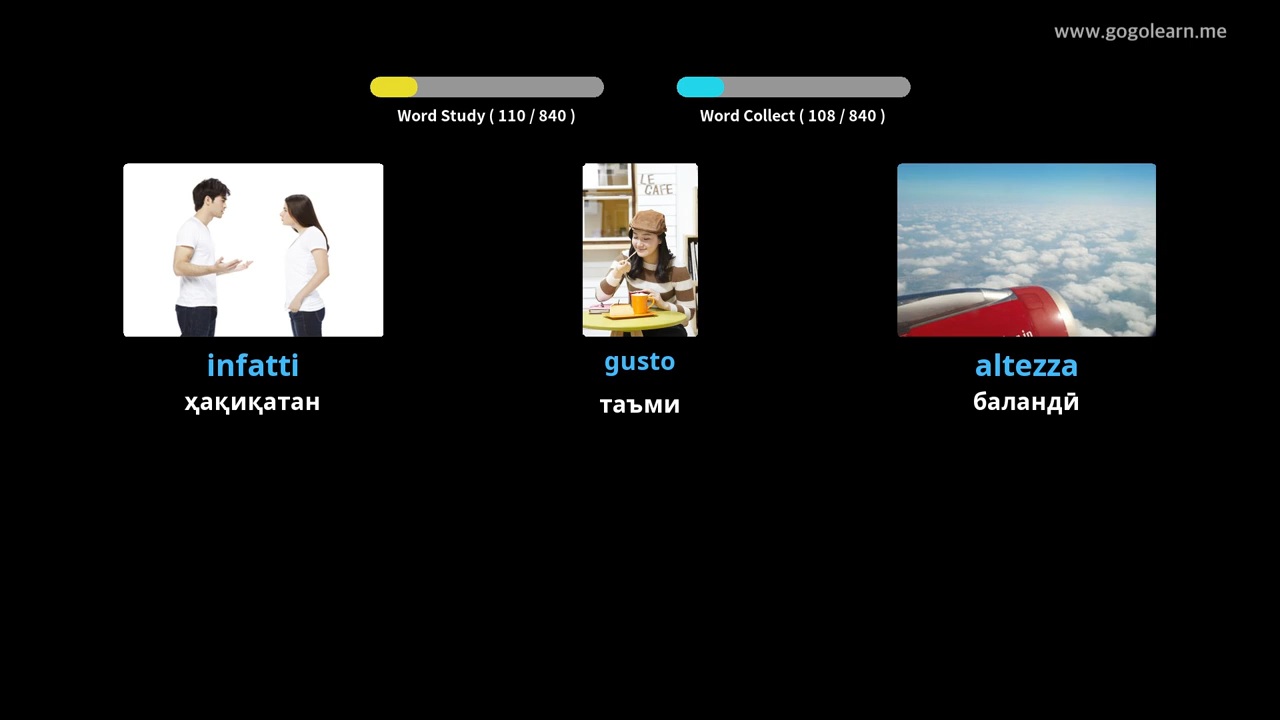 www.gogolearn.me
Word Study ( 110 / 840 )
Word Collect ( 108 / 840 )
LE
CAFE
infatti
gusto
altezza
ҳақиқатан
таъми
баландӣ